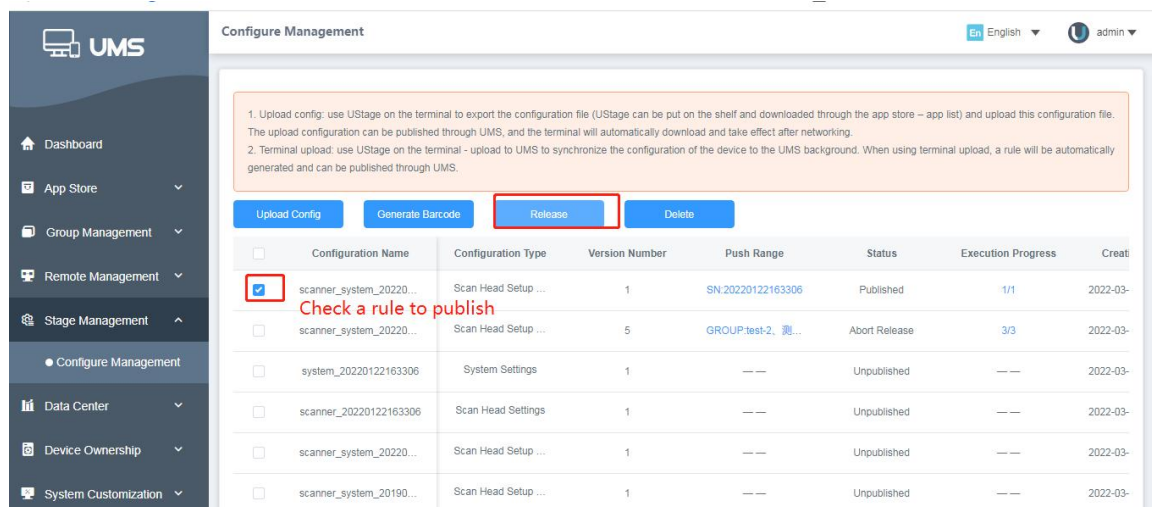 UMS
Configure Management
En English
admin
Dashboard
App Store
Group Management
Remote Management
Stage Management
Configure Management
Data Center
Device Ownership
System Customization
1. Upload config: use UStage on the terminal to export the configuration file (UStage can be put on the shelf and downloaded through the app store – app list) and upload this configuration file.
The upload configuration can be published through UMS, and the terminal will automatically download and take effect after networking.
2. Terminal upload: use UStage on the terminal - upload to UMS to synchronize the configuration of the device to the UMS background. When using terminal upload, a rule will be automatically
generated and can be published through UMS.
Upload Config Generate Barcode Release Delete
Configuration Name Configuration Type Version Number Push Range Status Execution Progress Creati
scanner_system_20220... Scan Head Setup ... 1 SN:20220122163306 Published 1/1 2022-03-
Check a rule to publish
scanner_system_20220... Scan Head Setup ... 5 GROUP:test-2、测... Abort Release 3/3 2022-03-
system_20220122163306 System Settings 1 —— Unpublished —— 2022-03-
scanner_20220122163306 Scan Head Settings 1 —— Unpublished —— 2022-03-
scanner_system_20220... Scan Head Setup ... 1 —— Unpublished —— 2022-03-
scanner_system_20190... Scan Head Setup ... 1 —— Unpublished —— 2022-03-